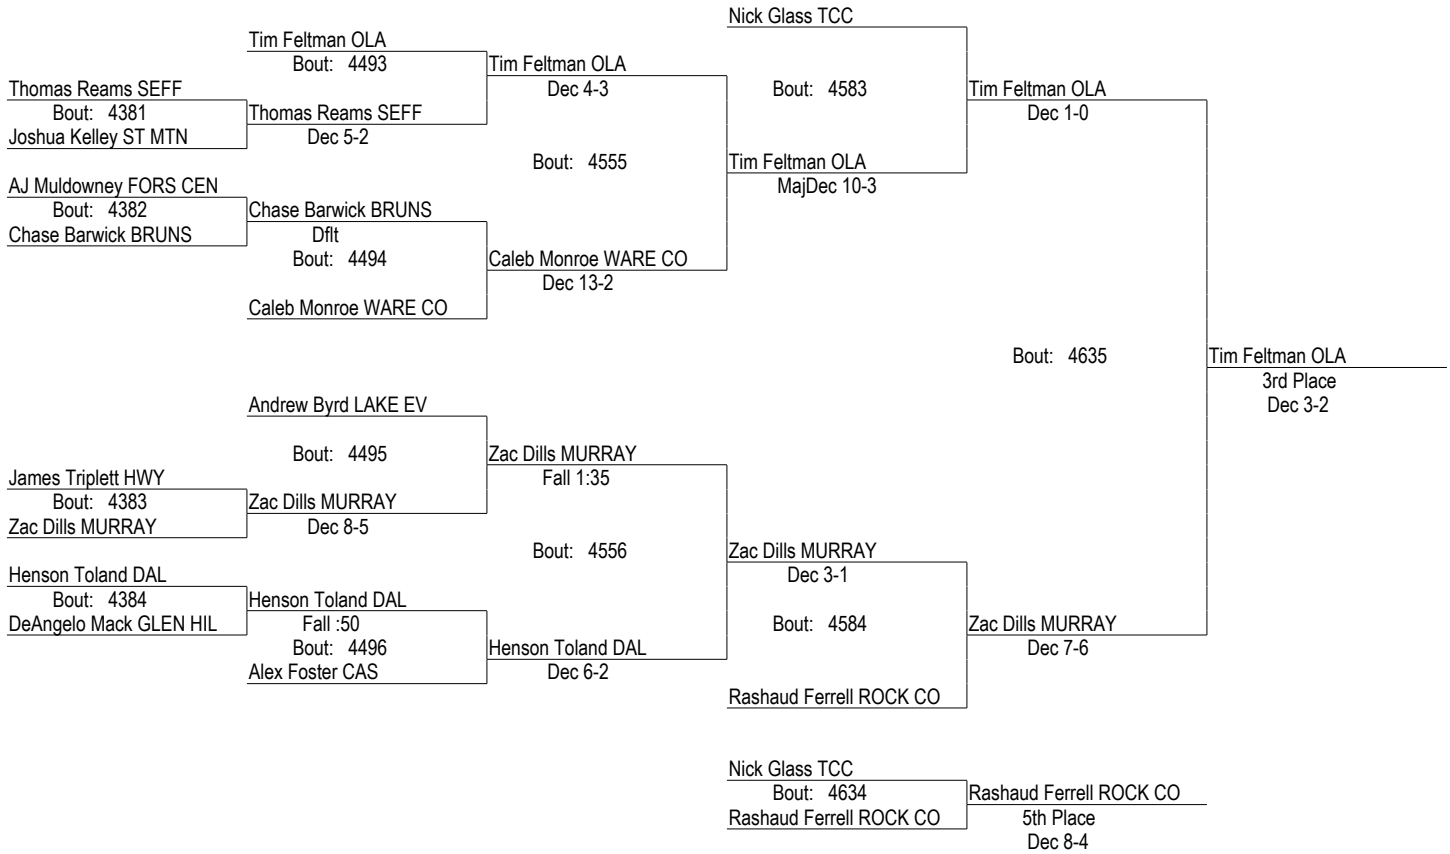 Nick Glass TCC
Tim Feltman OLA
Bout: 4493
Tim Feltman OLA
Dec 4-3
Thomas Reams SEFF
Bout: 4381
Joshua Kelley ST MTN
Thomas Reams SEFF
Dec 5-2
Bout: 4583
Tim Feltman OLA
Dec 1-0
Bout: 4555
Tim Feltman OLA
MajDec 10-3
AJ Muldowney FORS CEN
Bout: 4382
Chase Barwick BRUNS
Chase Barwick BRUNS
Dflt
Bout: 4494
Caleb Monroe WARE CO
Dec 13-2
Caleb Monroe WARE CO
Bout: 4635
Tim Feltman OLA
3rd Place
Dec 3-2
Andrew Byrd LAKE EV
Bout: 4495
Zac Dills MURRAY
Fall 1:35
James Triplett HWY
Bout: 4383
Zac Dills MURRAY
Zac Dills MURRAY
Dec 8-5
Bout: 4556
Zac Dills MURRAY
Dec 3-1
Henson Toland DAL
Bout: 4384
DeAngelo Mack GLEN HIL
Henson Toland DAL
Fall :50
Bout: 4496
Alex Foster CAS
Henson Toland DAL
Dec 6-2
Bout: 4584
Zac Dills MURRAY
Dec 7-6
Rashaud Ferrell ROCK CO
Nick Glass TCC
Bout: 4634
Rashaud Ferrell ROCK CO
Rashaud Ferrell ROCK CO
5th Place
Dec 8-4